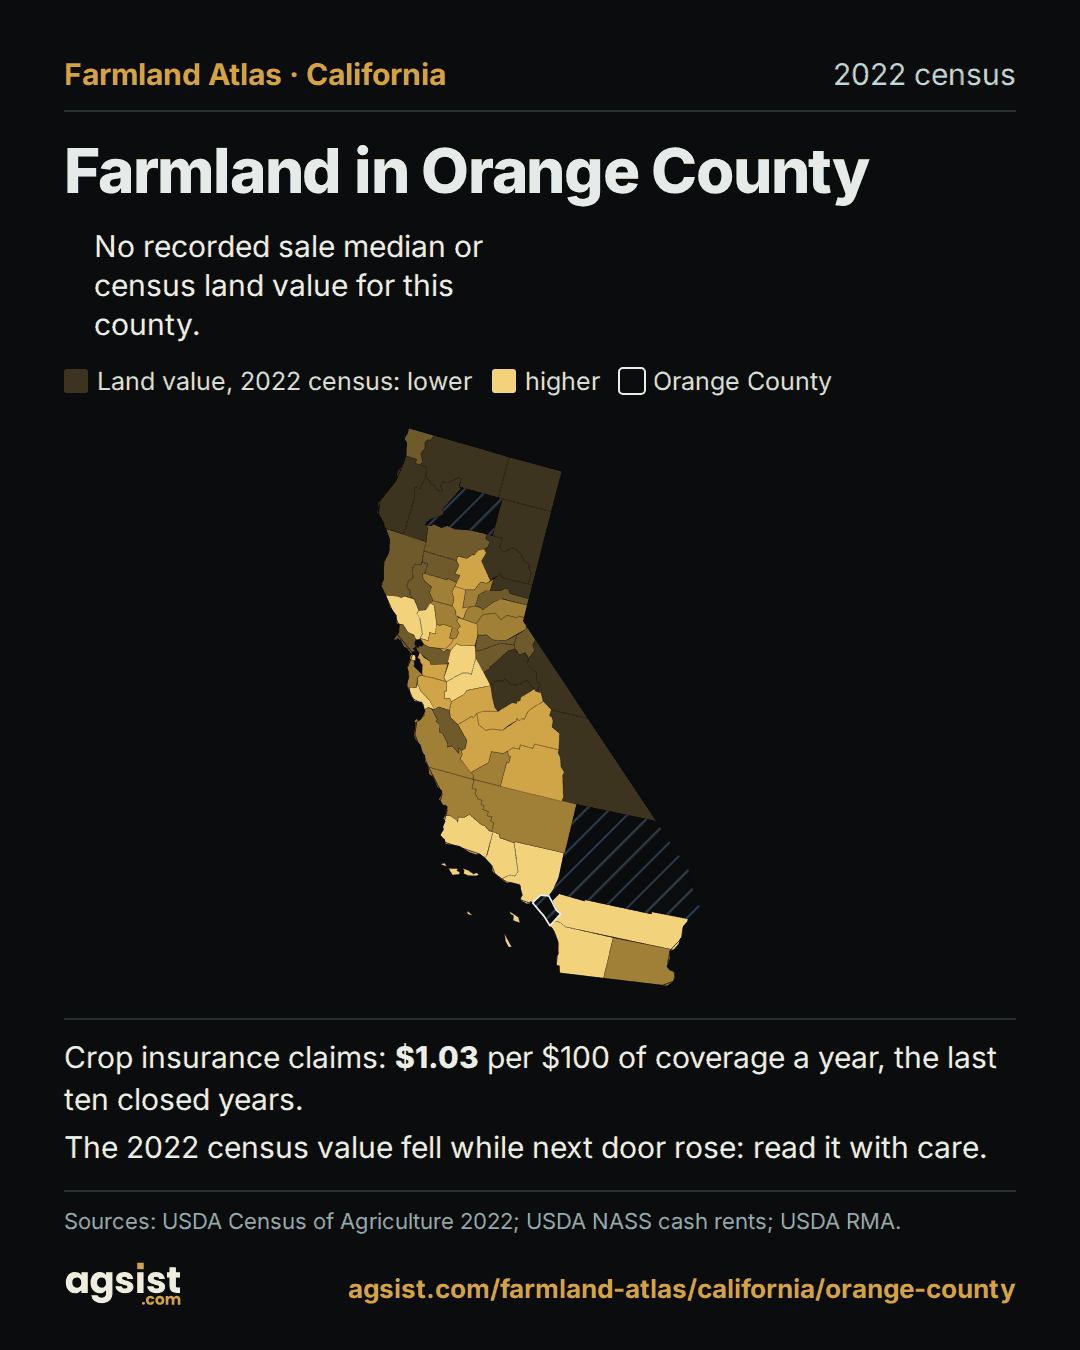 Farmland Atlas · California
2022 census
Farmland in Orange County
No recorded sale median or
census land value for this
county.
Land value, 2022 census: lower
higher
Orange County
Crop insurance claims: $1.03 per $100 of coverage a year, the last
ten closed years.
The 2022 census value fell while next door rose: read it with care.
Sources: USDA Census of Agriculture 2022; USDA NASS cash rents; USDA RMA.
agsist
.com
agsist.com/farmland-atlas/california/orange-county